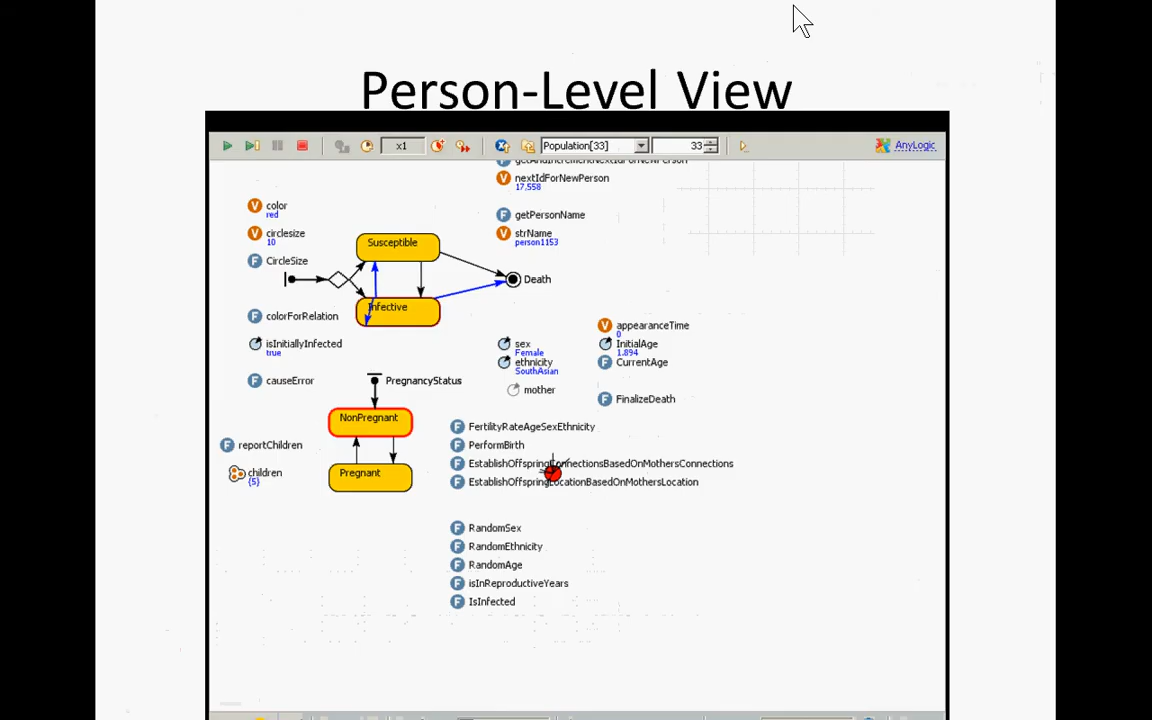 Person-Level View
x1
Population[33]
33
AnyLogic
getAndIncrementNextIdForNewPerson
nextIdForNewPerson
17,558
color
red
getPersonName
circlesize
10
strName
person1153
Susceptible
CircleSize
Death
Infective
colorForRelation
appearanceTime
0
isInitiallyInfected
true
sex
Female
InitialAge
1.894
ethnicity
SouthAsian
CurrentAge
causeError
PregnancyStatus
mother
FinalizeDeath
NonPregnant
FertilityRateAgeSexEthnicity
reportChildren
PerformBirth
children
{5}
Pregnant
EstablishOffspringConnectionsBasedOnMothersConnections
EstablishOffspringLocationBasedOnMothersLocation
RandomSex
RandomEthnicity
RandomAge
isInReproductiveYears
IsInfected